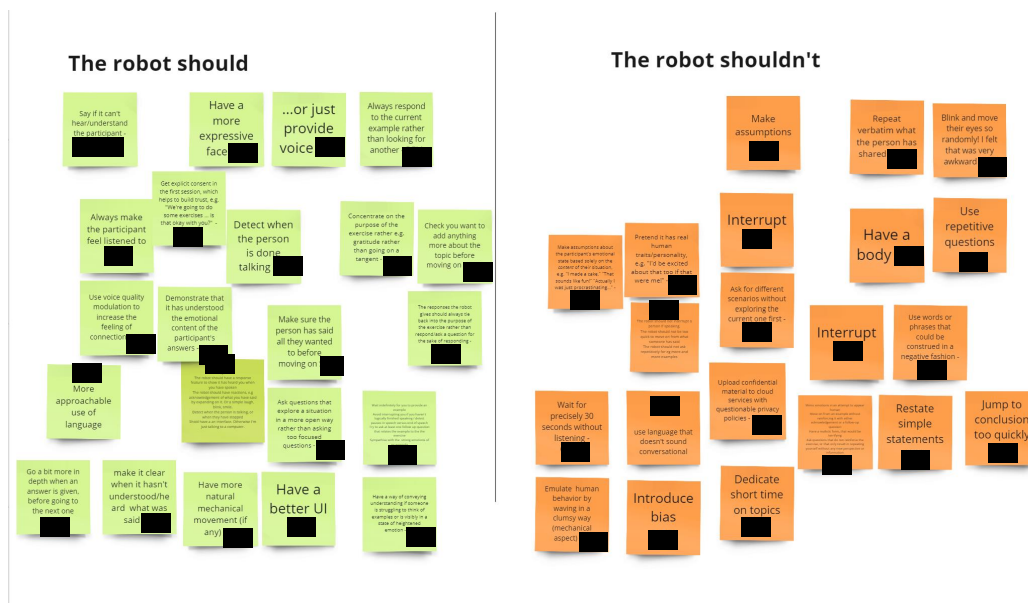 The robot should
Say if it can't
hear/understand
the participant -
Have a
more
expressive
face
...or just
provide
voice
Always respond
to the current
example rather
than looking for
another
Get explicit consent in
the first session, which
helps to build trust, e.g.
"We're going to do
some exercises ... is
that okay with you?" -
Always make
the participant
feel listened to
Detect when
the person
is done
talking
Concentrate on the
purpose of the
exercise rather e.g.
gratitude rather
than going on a
tangent -
Check you want to
add anything
more about the
topic before
moving on
Use voice quality
modulation to
increase the
feeling of
connection
Demonstrate that
it has understood
the emotional
content of the
participant's
answers -
Make sure the
person has said
all they wanted
to before
moving on
The responses the robot
gives should always tie
back into the purpose of
the exercise rather than
respond/ask a question for
the sake of responding -
More
approachable
use of
language
Ask questions that
explore a situation
in a more open way
rather than asking
too focused
questions -
Go a bit more in
depth when an
answer is given,
before going to
the next one
make it clear
when it hasn't
understood/he
ard what was
said
Have more
natural
mechanical
movement (if
any)
Have a
better UI
Have a way of conveying
understanding if someone
is struggling to think of
examples or is visibly in a
state of heightened
emotion
The robot shouldn't
Make
assumptions
Repeat
verbatim what
the person has
shared
Blink and move
their eyes so
randomly! I felt
that was very
awkward
Make assumptions about
the participant's emotional
state based solely on the
content of their situation,
e.g. "I made a cake." "That
sounds like fun!" "Actually I
was just procrastinating..." -
Pretend it has real
human
traits/personality,
e.g. "I'd be excited
about that too if that
were me!" -
Interrupt
Have a
body
Use
repetitive
questions
Ask for different
scenarios without
exploring the
current one first -
Interrupt
Use words or
phrases that
could be
construed in a
negative fashion -
Wait for
precisely 30
seconds without
listening -
use language that
doesn't sound
conversational
Upload confidential
material to cloud
services with
questionable privacy
policies -
Restate
simple
statements
Jump to
conclusion
too quickly
Emulate human
behavior by
waving in a
clumsy way
(mechanical
aspect)
Introduce
bias
Dedicate
short time
on topics